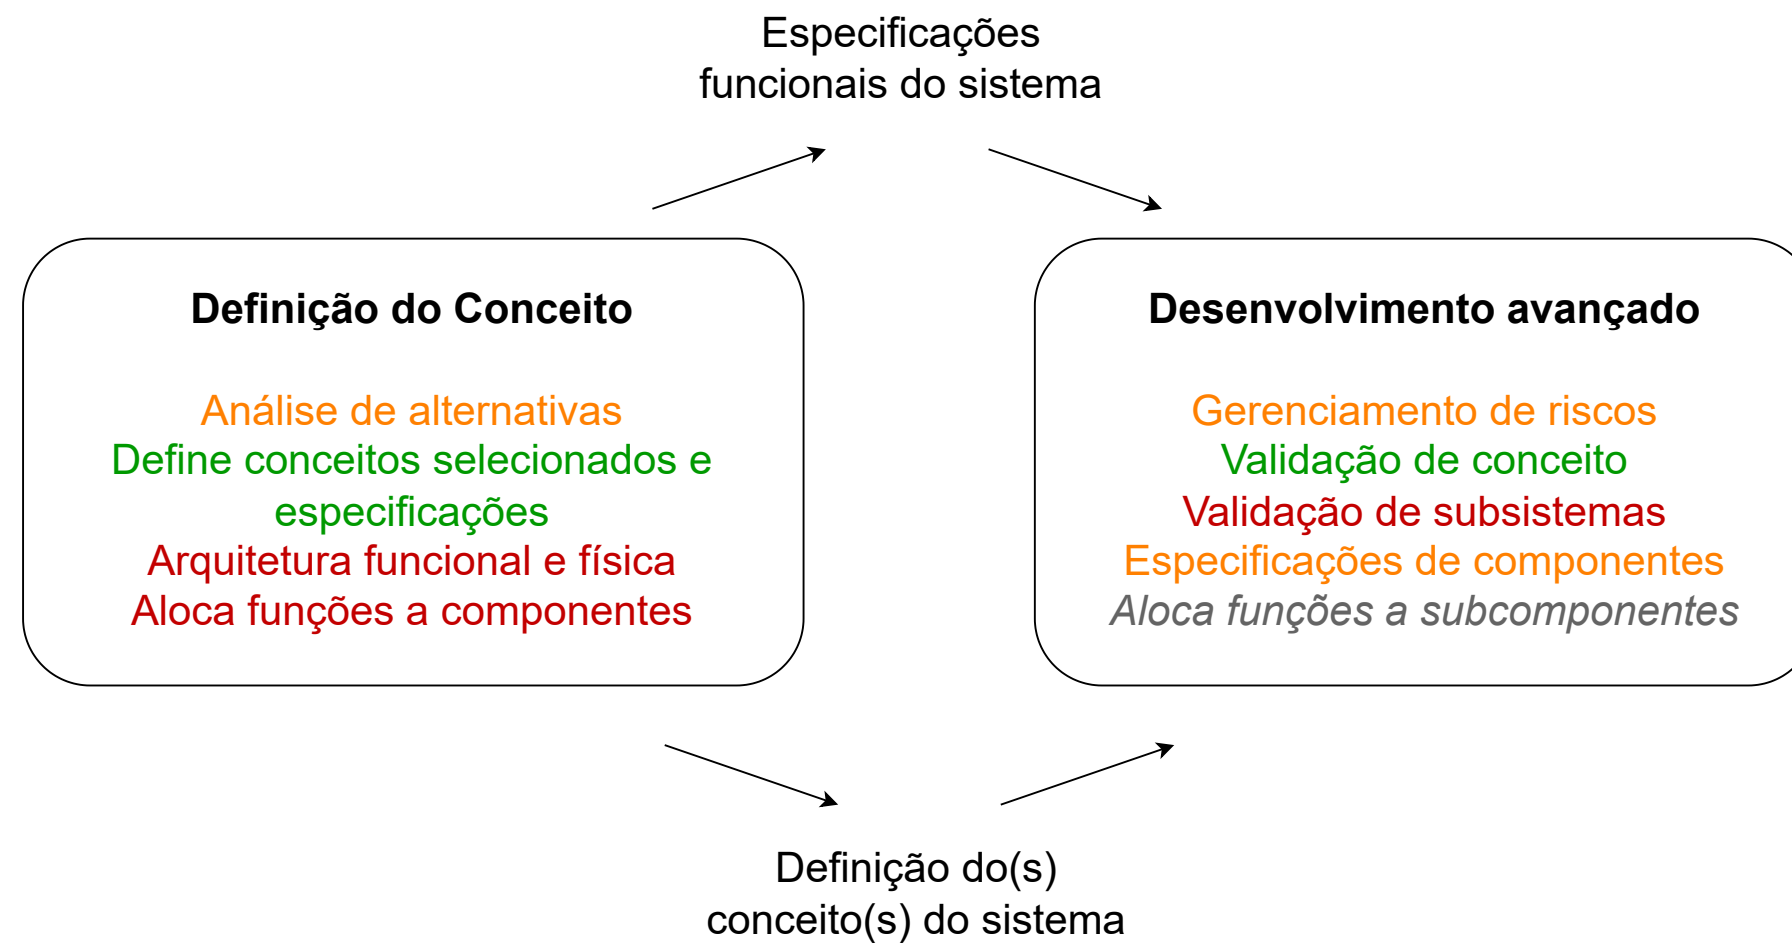 Especificações
funcionais do sistema
Definição do Conceito
Análise de alternativas
Define conceitos selecionados e
especificações
Arquitetura funcional e física
Aloca funções a componentes
Desenvolvimento avançado
Gerenciamento de riscos
Validação de conceito
Validação de subsistemas
Especificações de componentes
Aloca funções a subcomponentes
Definição do(s)
conceito(s) do sistema